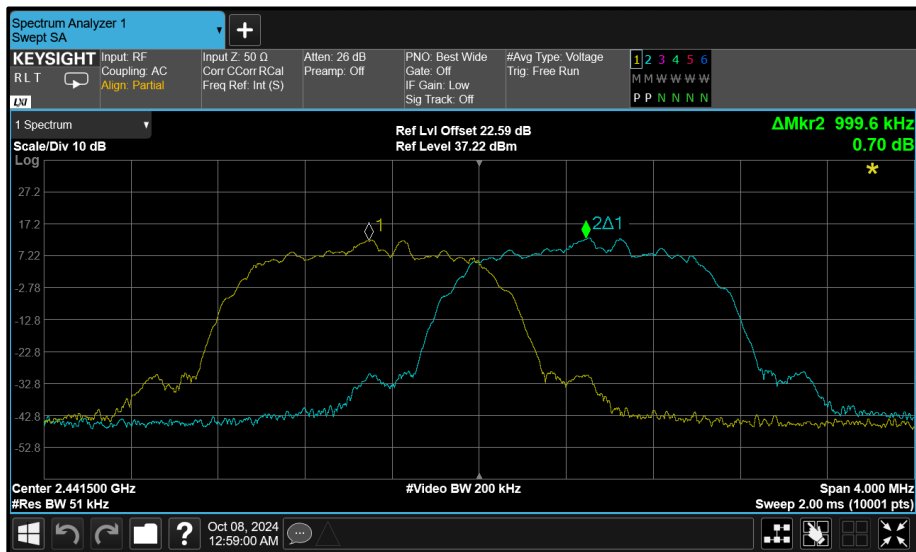 Spectrum Analyzer 1
Swept SA
+
KEYSIGHT
R L T
LXI
Input: RF
Coupling: AC
Align: Partial
Input Z: 50 Ω
Corr CCorr RCal
Freq Ref: Int (S)
Atten: 26 dB
Preamp: Off
PNO: Best Wide
Gate: Off
IF Gain: Low
Sig Track: Off
#Avg Type: Voltage
Trig: Free Run
1 2 3 4 5 6
M M W W W W
P P N N N N
1 Spectrum
Scale/Div 10 dB
Log
Ref Lvl Offset 22.59 dB
Ref Level 37.22 dBm
ΔMkr2 999.6 kHz
0.70 dB
*
27.2
17.2
7.22
-2.78
-12.8
-22.8
-32.8
-42.8
-52.8
1
2Δ1
Center 2.441500 GHz
#Video BW 200 kHz
Span 4.000 MHz
#Res BW 51 kHz
Sweep 2.00 ms (10001 pts)
?
Oct 08, 2024
12:59:00 AM